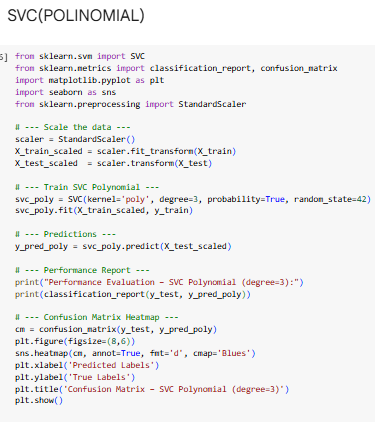 SVC(POLINOMIAL)
5] from sklearn.svm import SVC
from sklearn.metrics import classification_report, confusion_matrix
import matplotlib.pyplot as plt
import seaborn as sns
from sklearn.preprocessing import StandardScaler
# --- Scale the data ---
scaler = StandardScaler()
X_train_scaled = scaler.fit_transform(X_train)
X_test_scaled  = scaler.transform(X_test)
# --- Train SVC Polynomial ---
svc_poly = SVC(kernel='poly', degree=3, probability=True, random_state=42)
svc_poly.fit(X_train_scaled, y_train)
# --- Predictions ---
y_pred_poly = svc_poly.predict(X_test_scaled)
# --- Performance Report ---
print("Performance Evaluation – SVC Polynomial (degree=3):")
print(classification_report(y_test, y_pred_poly))
# --- Confusion Matrix Heatmap ---
cm = confusion_matrix(y_test, y_pred_poly)
plt.figure(figsize=(8,6))
sns.heatmap(cm, annot=True, fmt='d', cmap='Blues')
plt.xlabel('Predicted Labels')
plt.ylabel('True Labels')
plt.title('Confusion Matrix – SVC Polynomial (degree=3)')
plt.show()